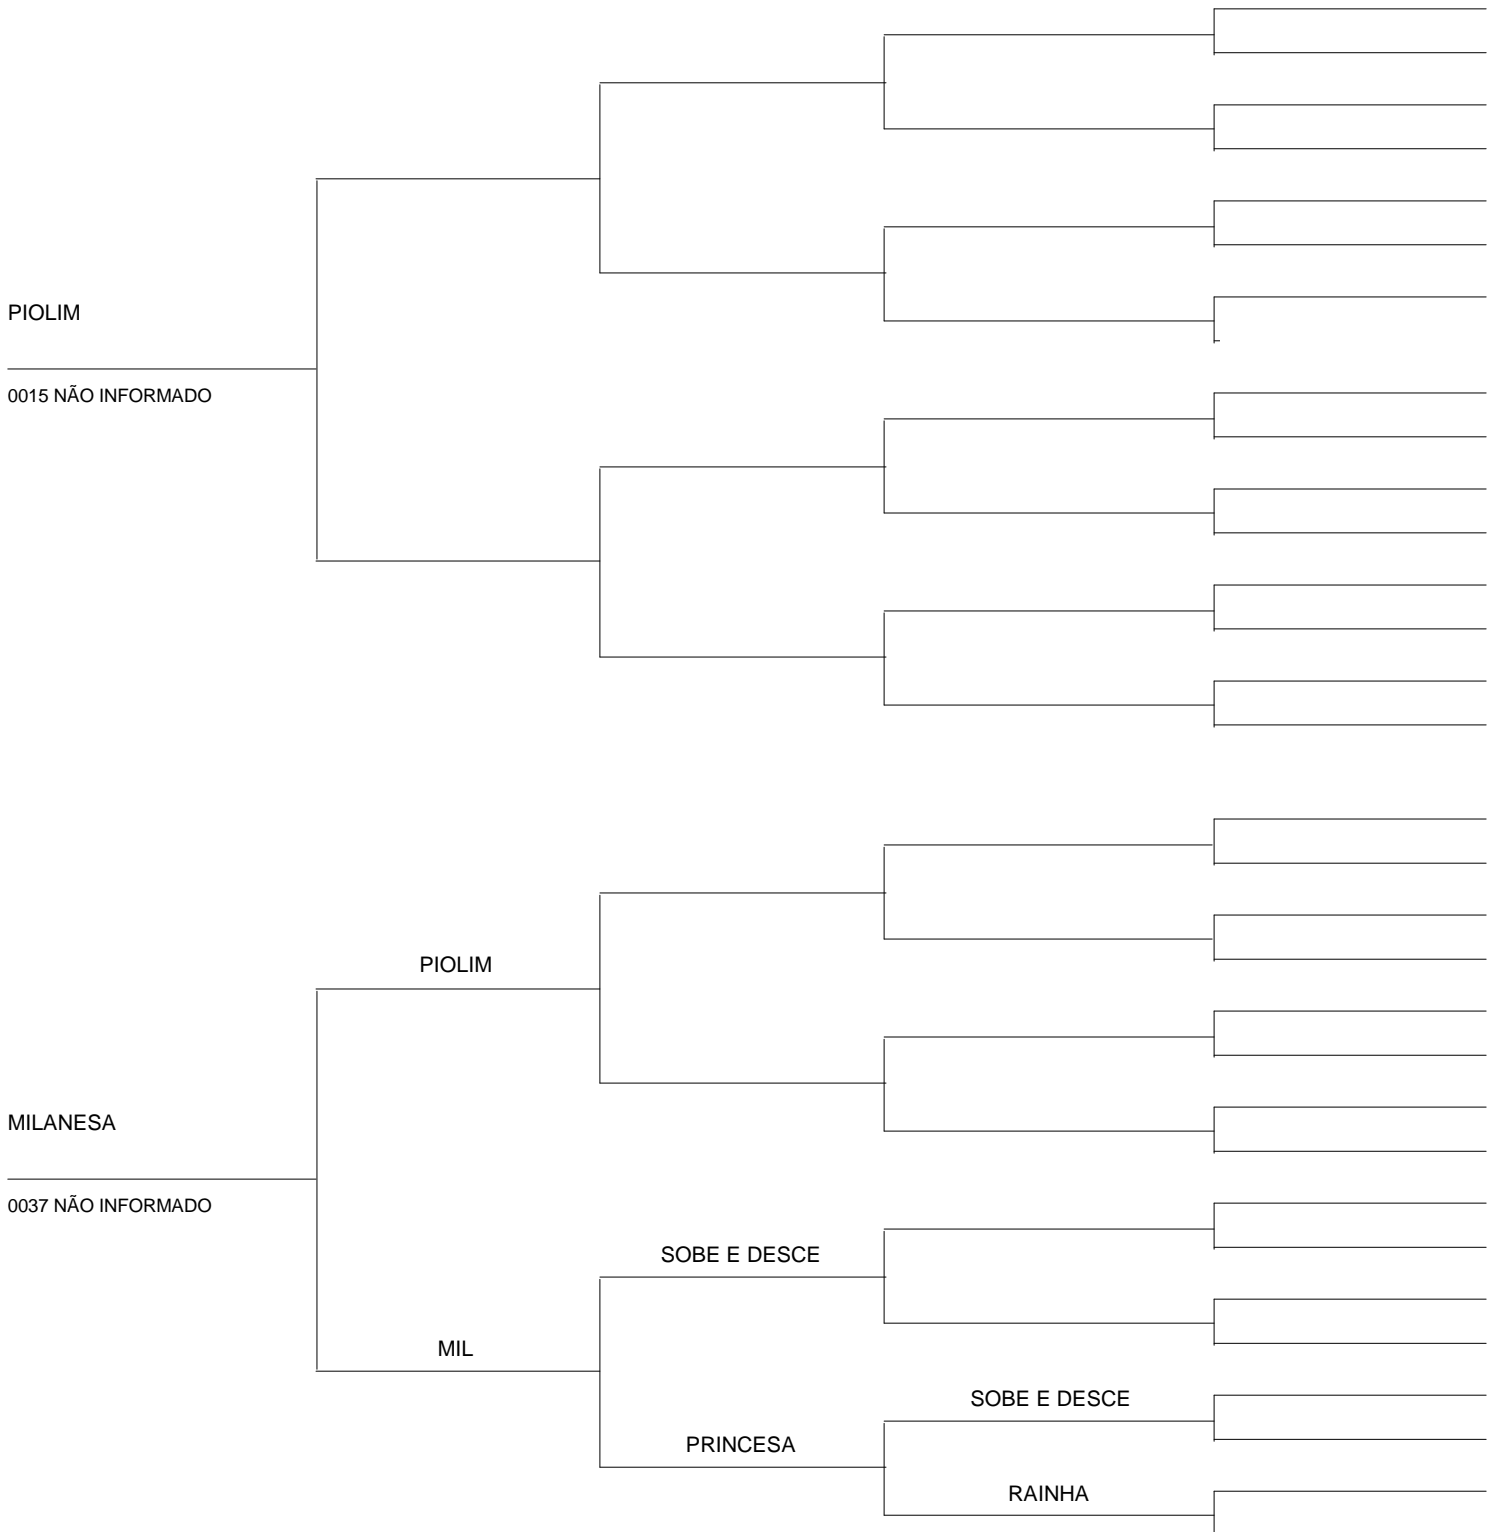 PIOLIM
0015 NÃO INFORMADO
PIOLIM
MILANESA
0037 NÃO INFORMADO
SOBE E DESCE
MIL
SOBE E DESCE
PRINCESA
RAINHA